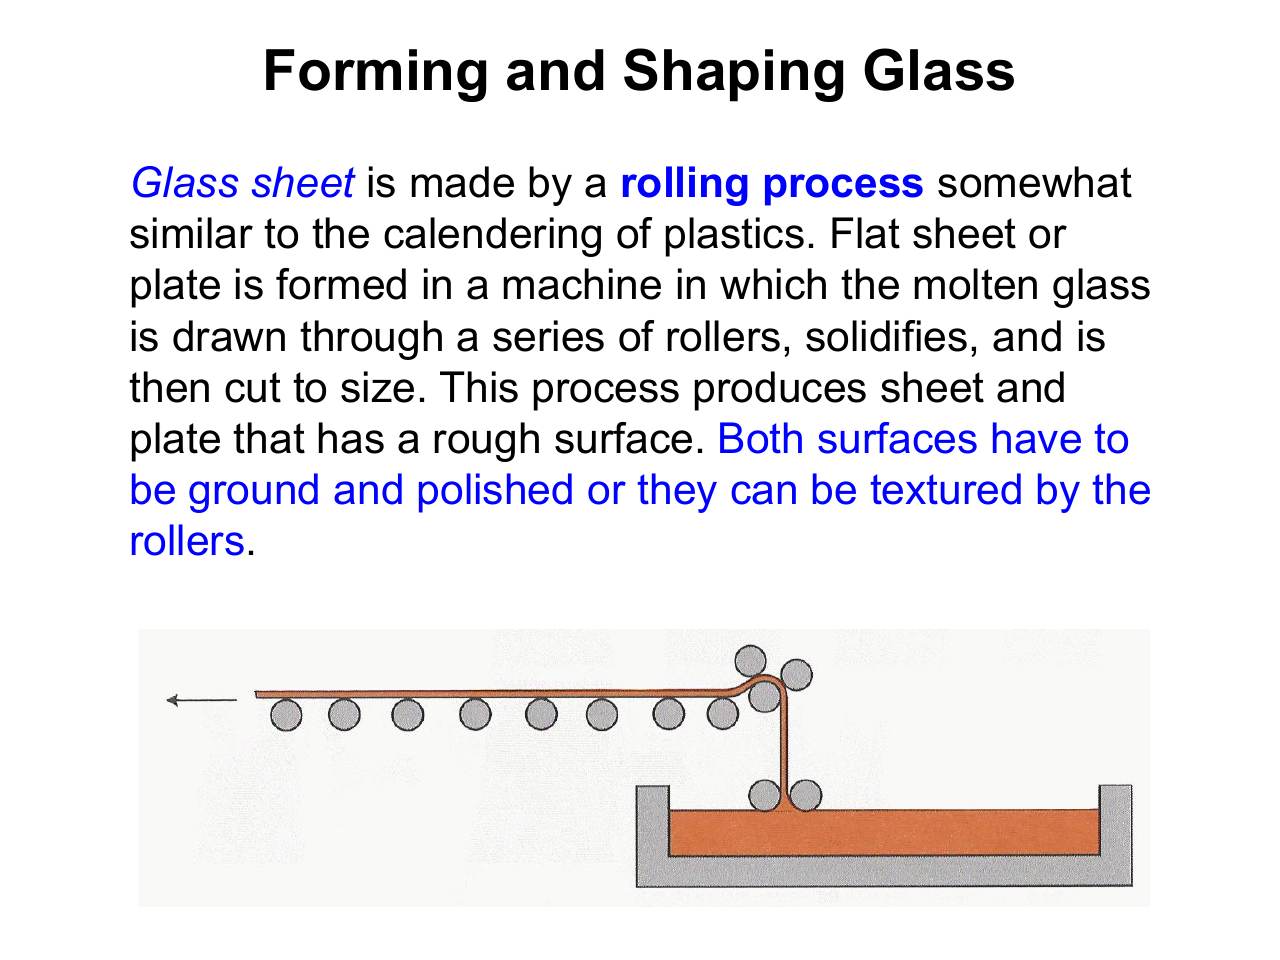 Forming and Shaping Glass
Glass sheet is made by a rolling process somewhat
similar to the calendering of plastics. Flat sheet or
plate is formed in a machine in which the molten glass
is drawn through a series of rollers, solidifies, and is
then cut to size. This process produces sheet and
plate that has a rough surface. Both surfaces have to
be ground and polished or they can be textured by the
rollers.